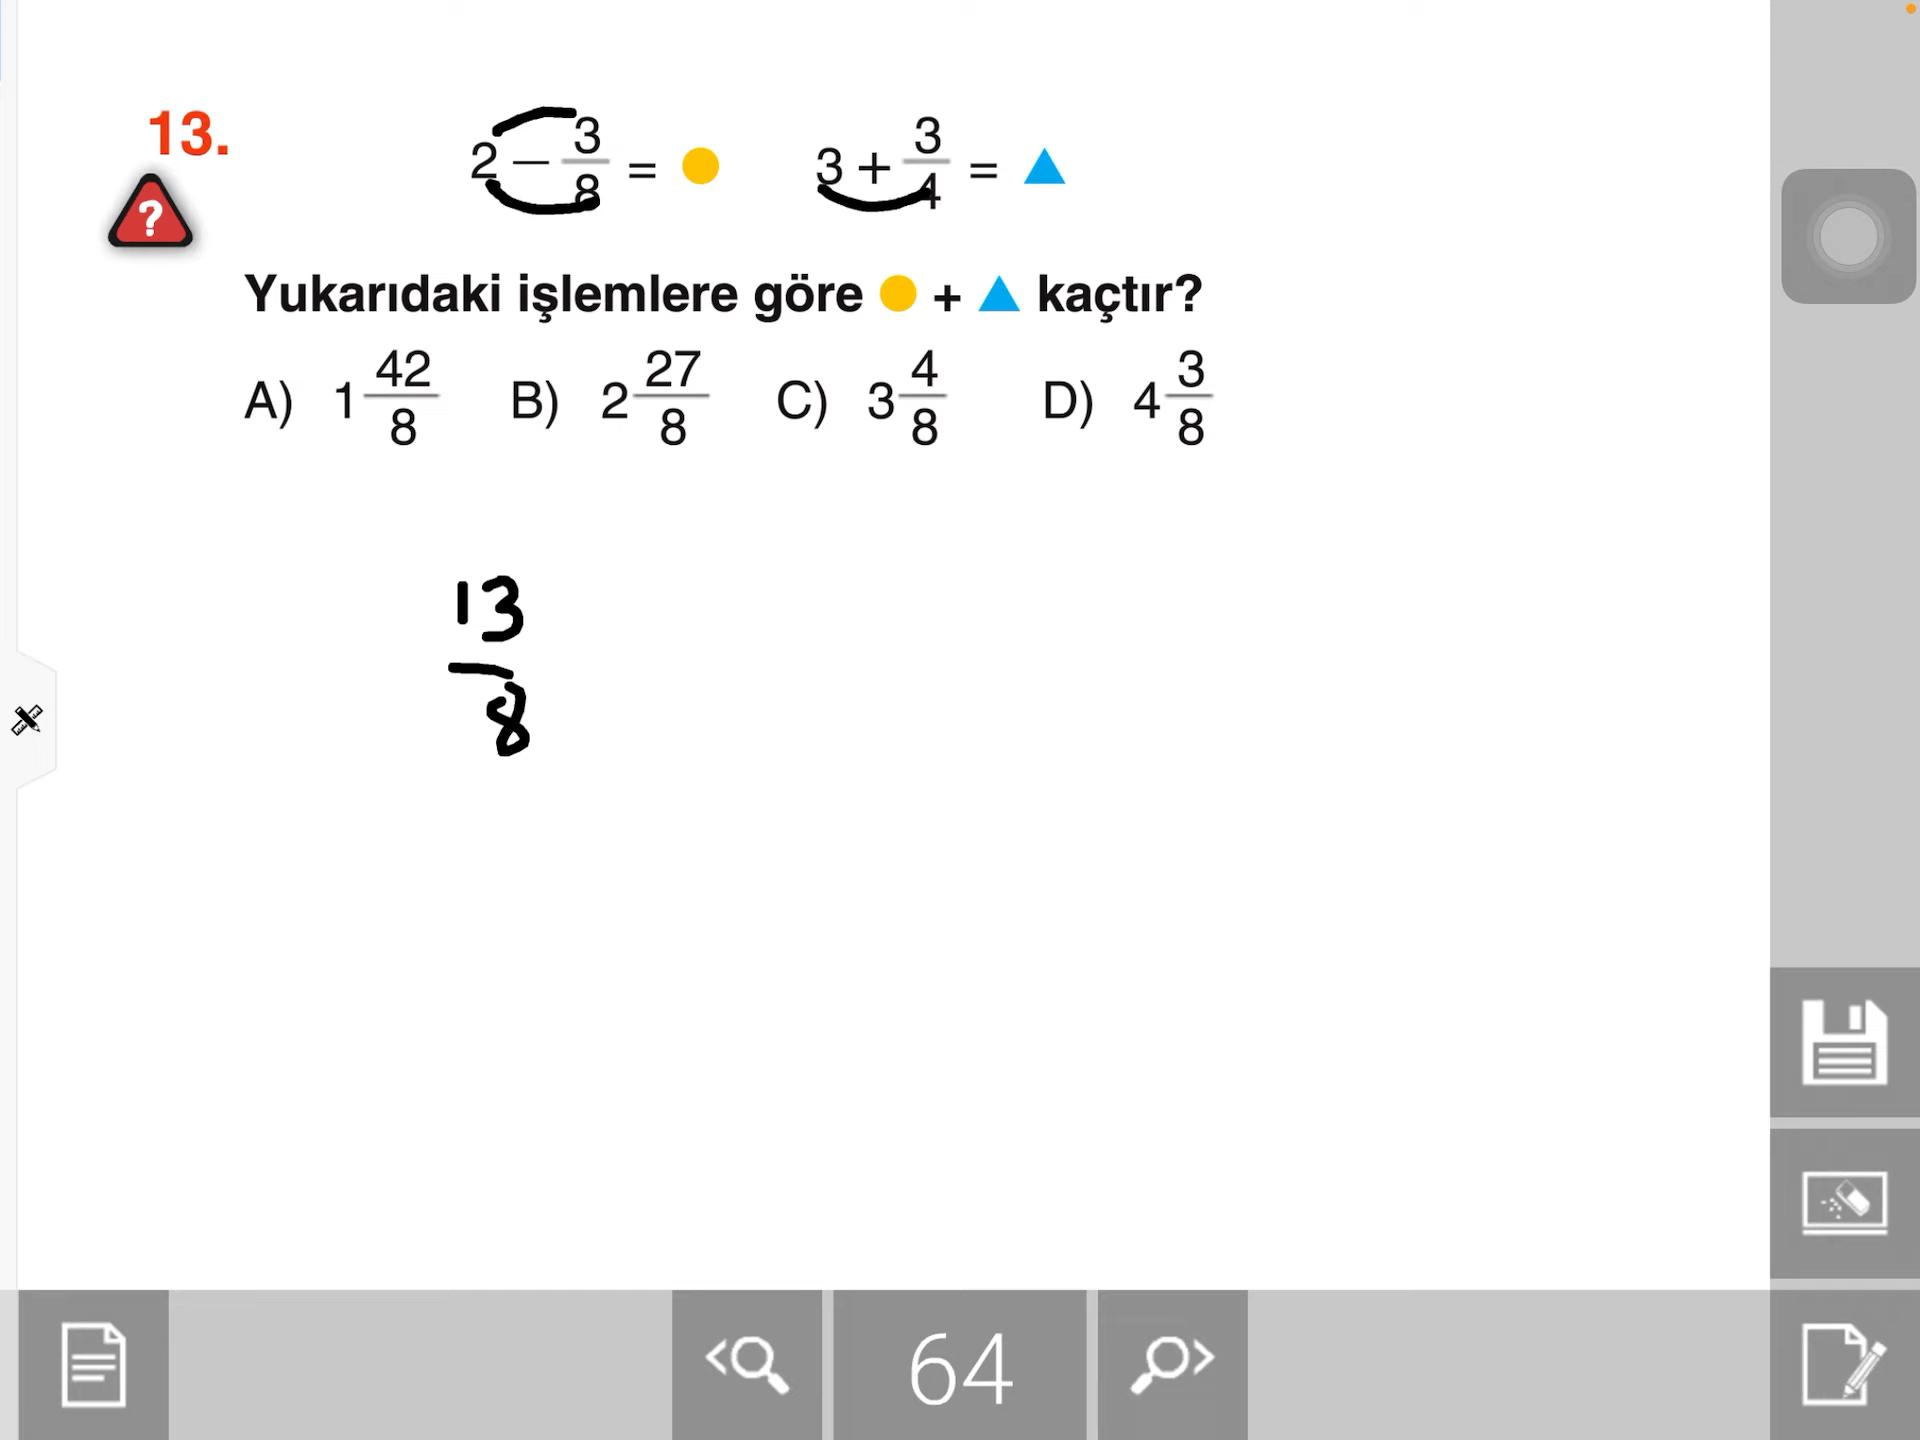 13.
2 − 3/8 = 3 + 3/4 =
?
Yukarıdaki işlemlere göre + kaçtır?
A) 1 42/8 B) 2 27/8 C) 3 4/8 D) 4 3/8
13
8
64